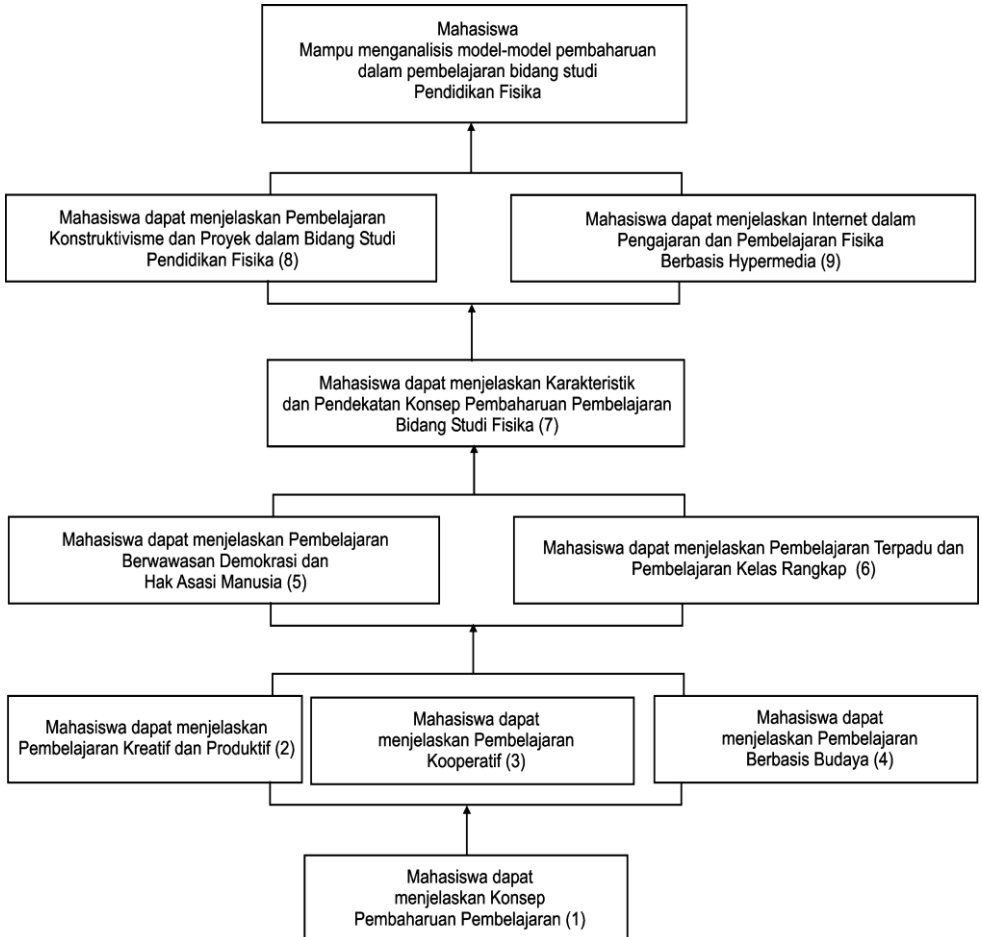 Mahasiswa
Mampu menganalisis model-model pembaharuan
dalam pembelajaran bidang studi
Pendidikan Fisika
Mahasiswa dapat menjelaskan Pembelajaran
Konstruktivisme dan Proyek dalam Bidang Studi
Pendidikan Fisika (8)
Mahasiswa dapat menjelaskan Internet dalam
Pengajaran dan Pembelajaran Fisika
Berbasis Hypermedia (9)
Mahasiswa dapat menjelaskan Karakteristik
dan Pendekatan Konsep Pembaharuan Pembelajaran
Bidang Studi Fisika (7)
Mahasiswa dapat menjelaskan Pembelajaran
Berwawasan Demokrasi dan
Hak Asasi Manusia (5)
Mahasiswa dapat menjelaskan Pembelajaran Terpadu dan
Pembelajaran Kelas Rangkap (6)
Mahasiswa dapat menjelaskan
Pembelajaran Kreatif dan Produktif (2)
Mahasiswa dapat
menjelaskan Pembelajaran
Kooperatif (3)
Mahasiswa dapat
menjelaskan Pembelajaran
Berbasis Budaya (4)
Mahasiswa dapat
menjelaskan Konsep
Pembaharuan Pembelajaran (1)